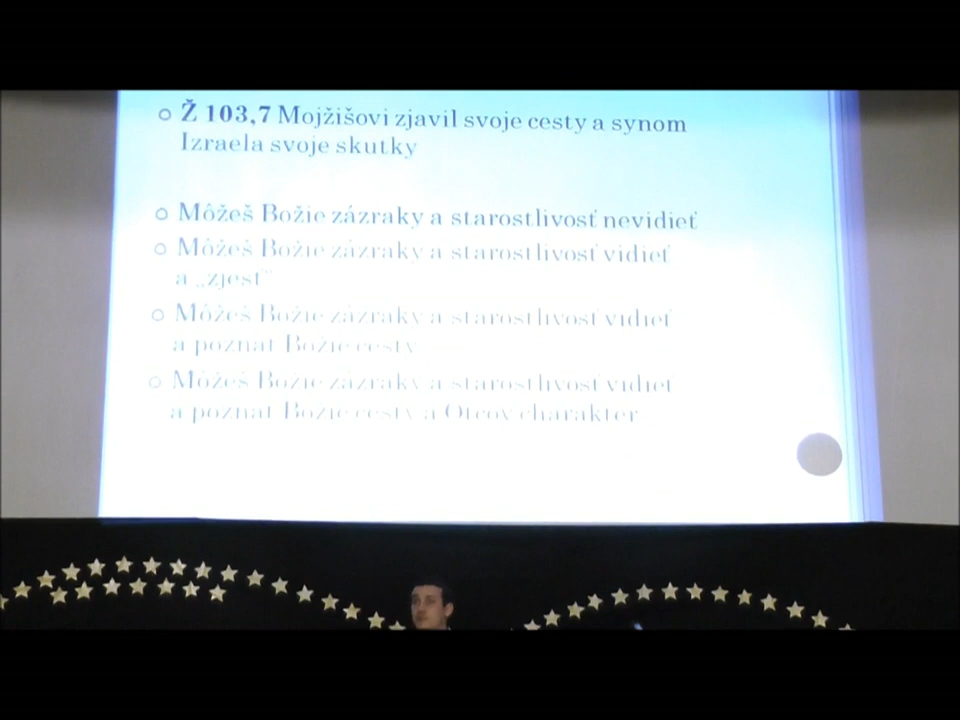 Ž 103,7 Mojžišovi zjavil svoje cesty a synom
Izraela svoje skutky
Môžeš Božie zázraky a starostlivosť nevidieť
Môžeš Božie zázraky a starostlivosť vidieť
a „zjesť“
Môžeš Božie zázraky a starostlivosť vidieť
a poznať Božie cesty
Môžeš Božie zázraky a starostlivosť vidieť
a poznať Božie cesty a Otcov charakter